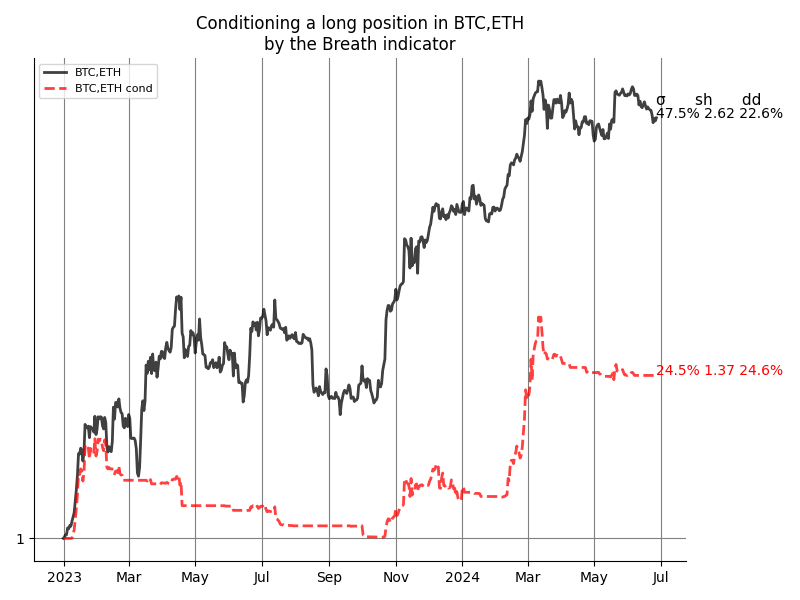 Conditioning a long position in BTC,ETH
by the Breath indicator
BTC,ETH
BTC,ETH cond
σ sh dd
47.5% 2.62 22.6%
24.5% 1.37 24.6%
1
2023 Mar May Jul Sep Nov 2024 Mar May Jul